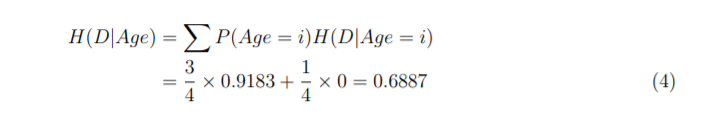 H(D|Age) = ∑ P(Age = i)H(D|Age = i)
= 3/4 × 0.9183 + 1/4 × 0 = 0.6887 (4)